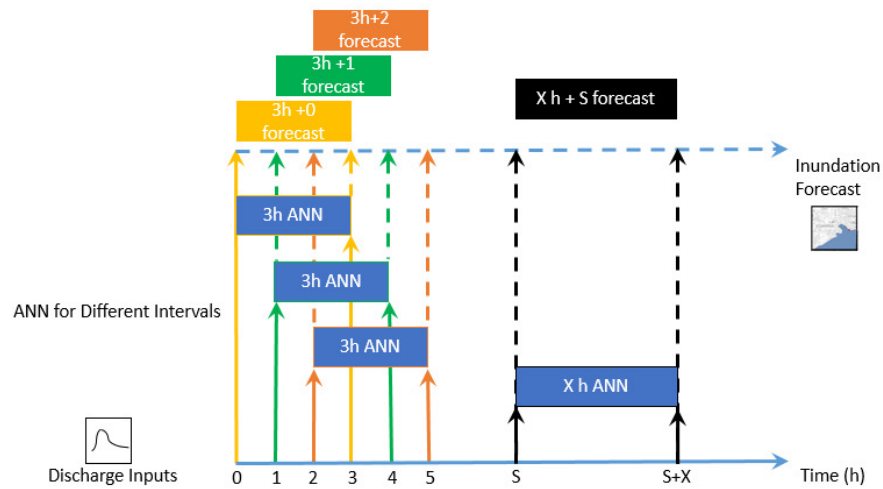 3h+2
forecast
3h +1
forecast
3h +0
forecast
X h + S forecast
Inundation
Forecast
3h ANN
3h ANN
ANN for Different Intervals
3h ANN
X h ANN
Discharge Inputs
0 1 2 3 4 5 S S+X Time (h)